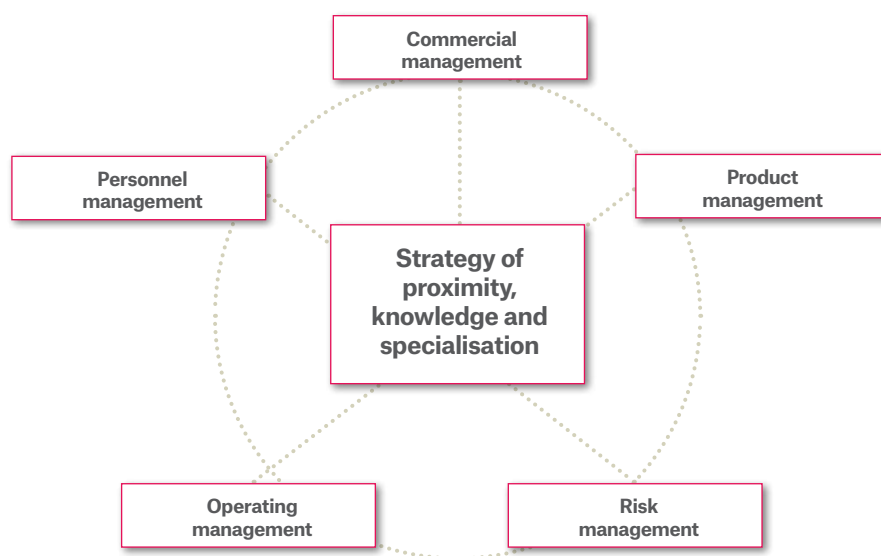 Commercial
management
Personnel
management
Product
management
Strategy of
proximity,
knowledge and
specialisation
Operating
management
Risk
management